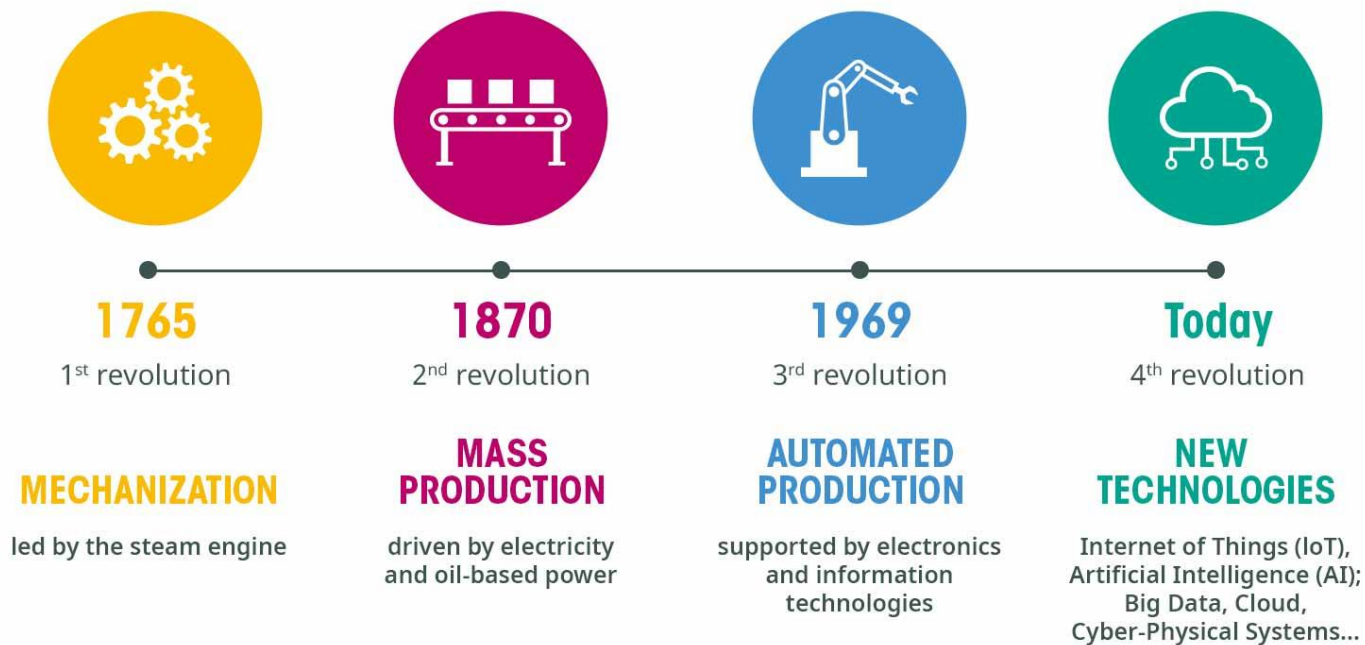 1765
1st revolution
MECHANIZATION
led by the steam engine
1870
2nd revolution
MASS
PRODUCTION
driven by electricity
and oil-based power
1969
3rd revolution
AUTOMATED
PRODUCTION
supported by electronics
and information
technologies
Today
4th revolution
NEW
TECHNOLOGIES
Internet of Things (IoT),
Artificial Intelligence (AI);
Big Data, Cloud,
Cyber-Physical Systems...